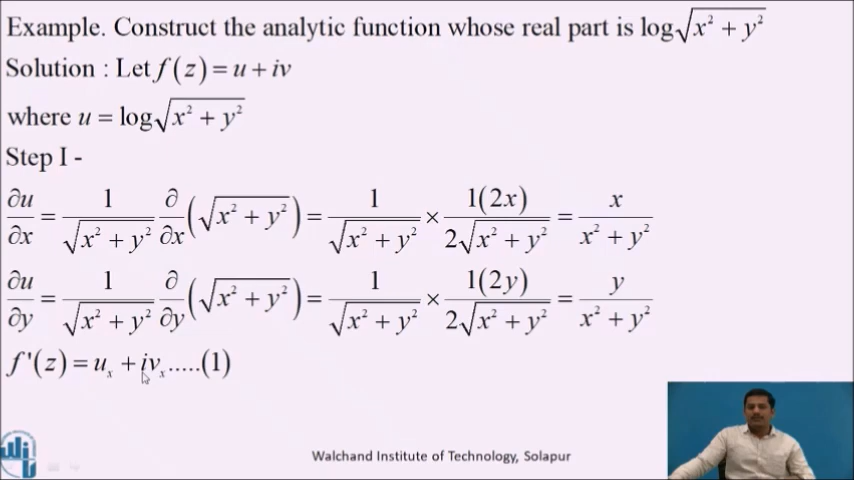 Example. Construct the analytic function whose real part is log√(x² + y²)
Solution : Let f(z) = u + iv
where u = log√(x² + y²)
Step I -
∂u/∂x = 1/√(x² + y²) ∂/∂x (√(x² + y²)) = 1/√(x² + y²) × 1(2x)/2√(x² + y²) = x/(x² + y²)
∂u/∂y = 1/√(x² + y²) ∂/∂y (√(x² + y²)) = 1/√(x² + y²) × 1(2y)/2√(x² + y²) = y/(x² + y²)
f'(z) = uₓ + ivₓ.....(1)
Walchand Institute of Technology, Solapur